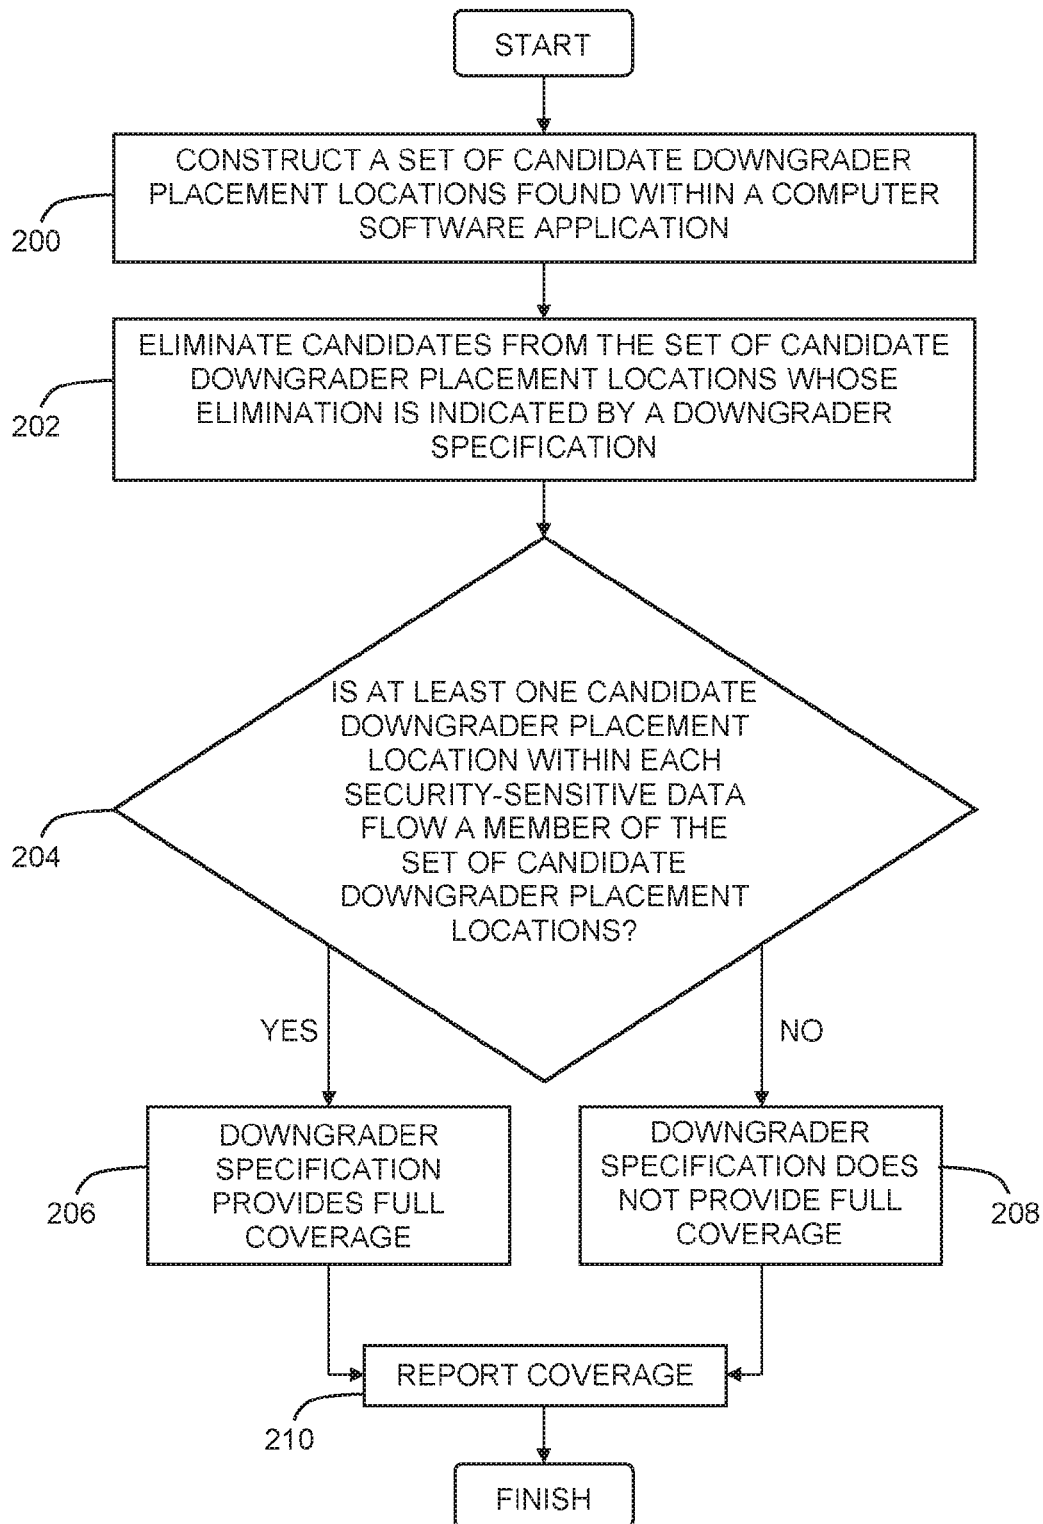 START
CONSTRUCT A SET OF CANDIDATE DOWNGRADER
PLACEMENT LOCATIONS FOUND WITHIN A COMPUTER
SOFTWARE APPLICATION
200
ELIMINATE CANDIDATES FROM THE SET OF CANDIDATE
DOWNGRADER PLACEMENT LOCATIONS WHOSE
ELIMINATION IS INDICATED BY A DOWNGRADER
SPECIFICATION
202
IS AT LEAST ONE CANDIDATE
DOWNGRADER PLACEMENT
LOCATION WITHIN EACH
SECURITY-SENSITIVE DATA
FLOW A MEMBER OF THE
SET OF CANDIDATE
DOWNGRADER PLACEMENT
LOCATIONS?
204
YES
NO
DOWNGRADER
SPECIFICATION
PROVIDES FULL
COVERAGE
206
DOWNGRADER
SPECIFICATION DOES
NOT PROVIDE FULL
COVERAGE
208
REPORT COVERAGE
210
FINISH